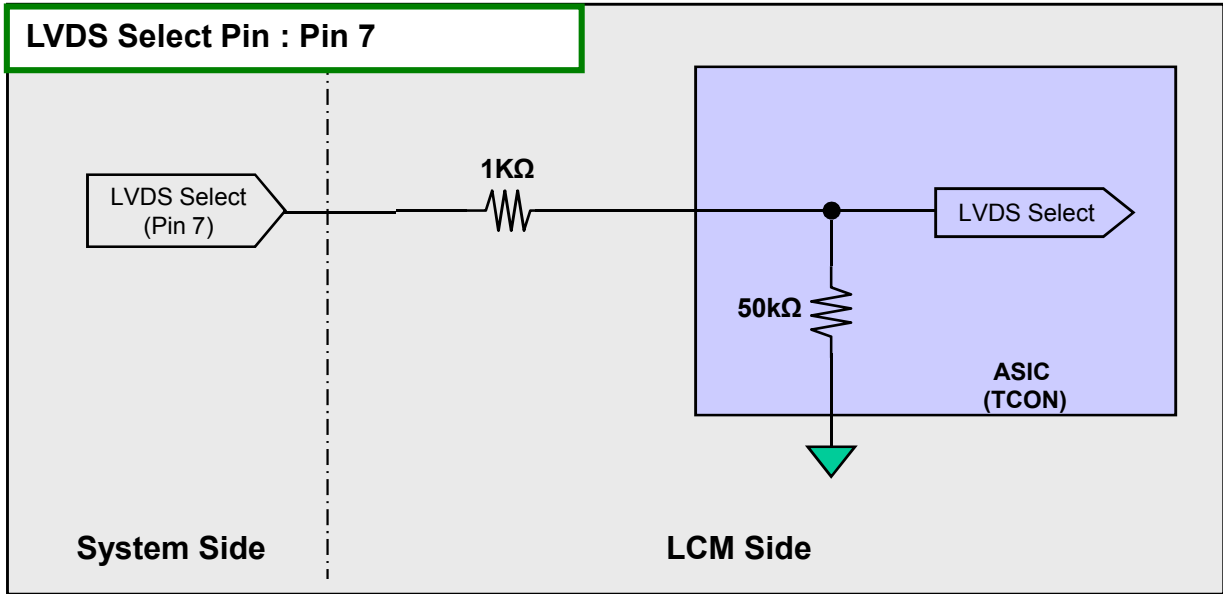 LVDS Select Pin : Pin 7
1KΩ
LVDS Select
(Pin 7)
LVDS Select
50kΩ
ASIC
(TCON)
System Side
LCM Side